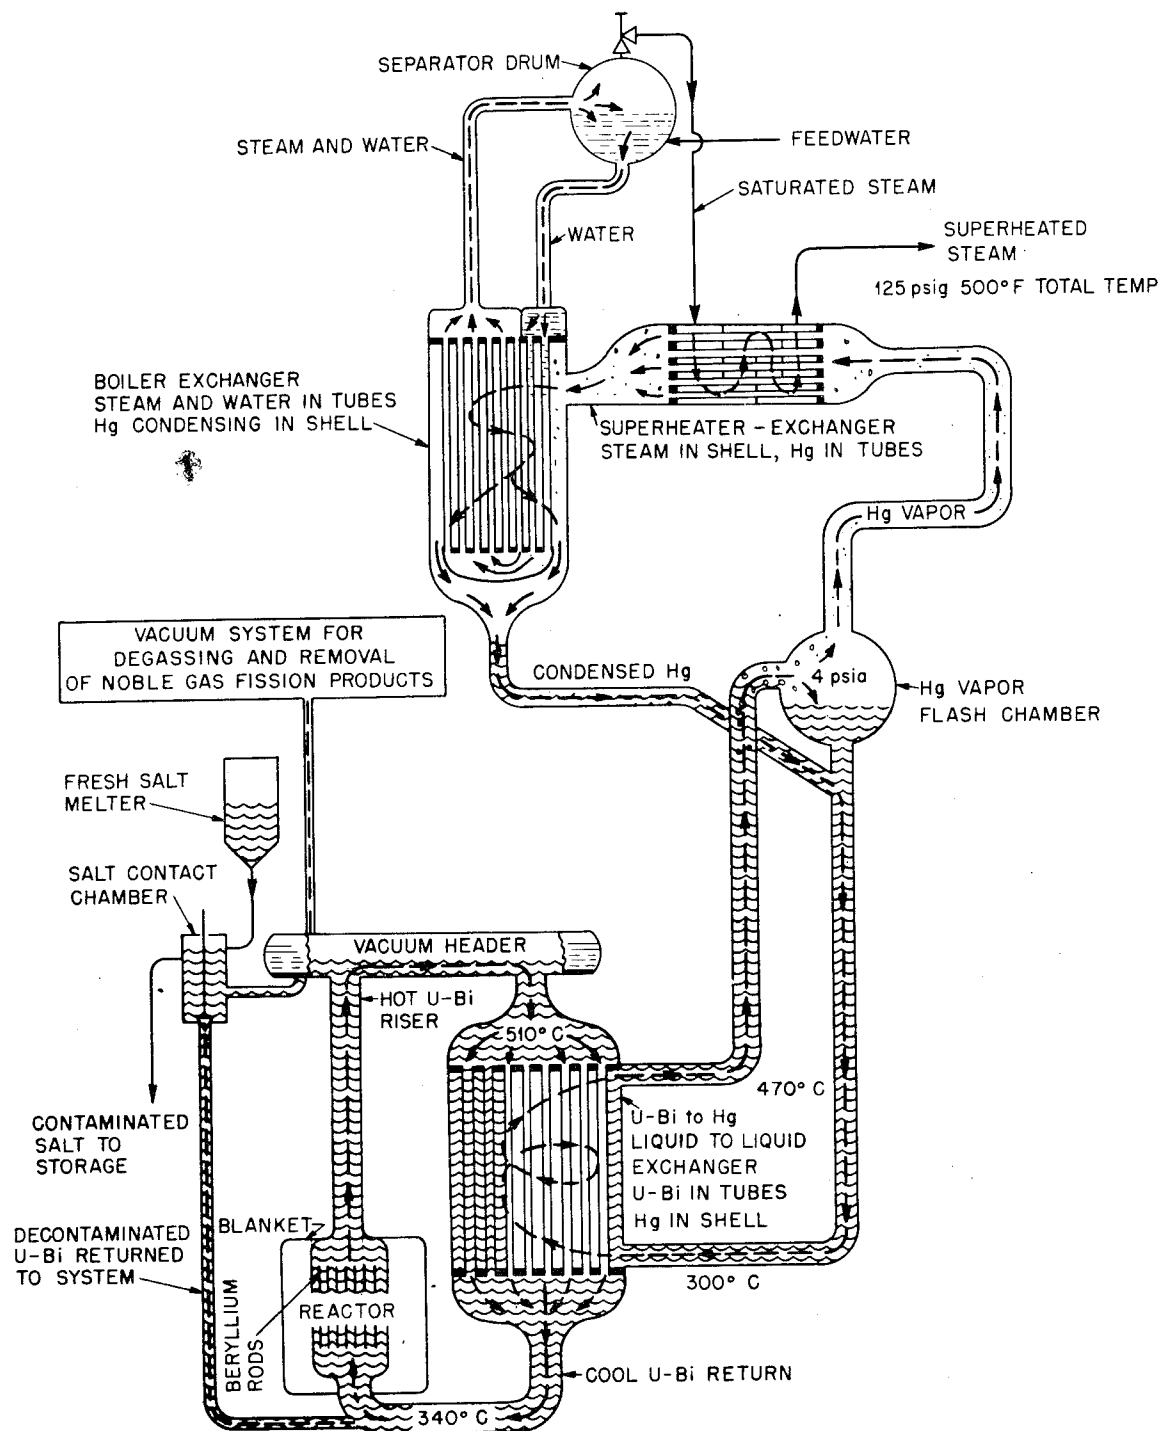 SEPARATOR DRUM
STEAM AND WATER
FEEDWATER
SATURATED STEAM
WATER
SUPERHEATED
STEAM
125 psig 500°F TOTAL TEMP
BOILER EXCHANGER
STEAM AND WATER IN TUBES
Hg CONDENSING IN SHELL
SUPERHEATER – EXCHANGER
STEAM IN SHELL, Hg IN TUBES
Hg VAPOR
VACUUM SYSTEM FOR
DEGASSING AND REMOVAL
OF NOBLE GAS FISSION PRODUCTS
CONDENSED Hg
4 psia
Hg VAPOR
FLASH CHAMBER
FRESH SALT
MELTER
SALT CONTACT
CHAMBER
VACUUM HEADER
HOT U-Bi
RISER
510° C
470° C
CONTAMINATED
SALT TO
STORAGE
U-Bi to Hg
LIQUID TO LIQUID
EXCHANGER
U-Bi IN TUBES
Hg IN SHELL
BLANKET
DECONTAMINATED
U-Bi RETURNED
TO SYSTEM
300° C
REACTOR
BERYLLIUM
RODS
COOL U-Bi RETURN
340° C